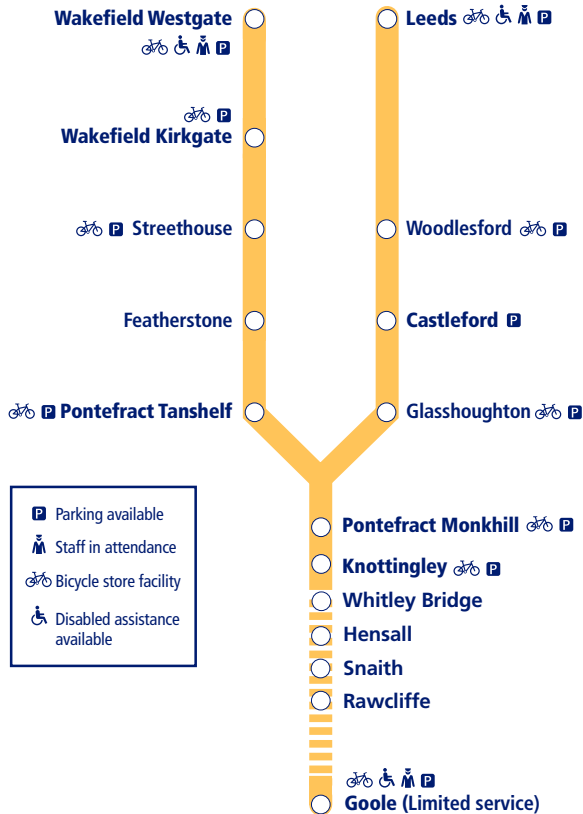 Wakefield Westgate
P
Leeds
P
P
Wakefield Kirkgate
P Streethouse
Woodlesford P
Featherstone
Castleford P
P Pontefract Tanshelf
Glasshoughton P
P Parking available
Staff in attendance
Bicycle store facility
Disabled assistance
available
Pontefract Monkhill P
Knottingley P
Whitley Bridge
Hensall
Snaith
Rawcliffe
P
Goole (Limited service)